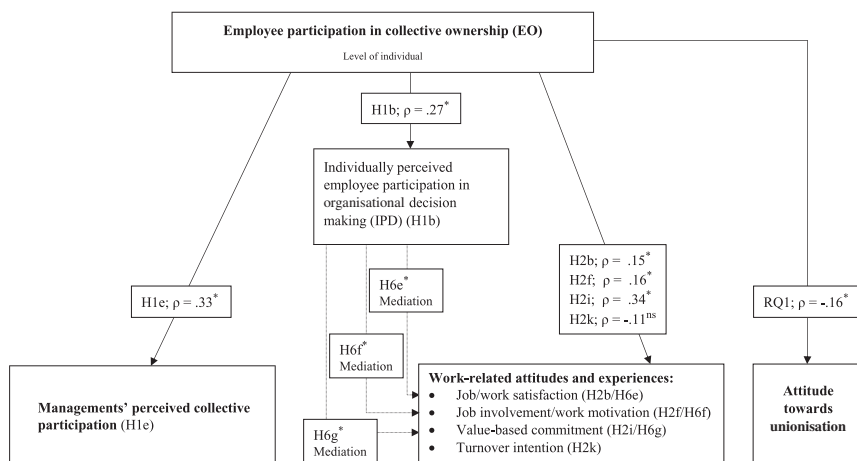 Employee participation in collective ownership (EO)
Level of individual
H1b; ρ = .27*
Individually perceived
employee participation in
organisational decision
making (IPD) (H1b)
H2b; ρ = .15*
H2f; ρ = .16*
H2i; ρ = .34*
H2k; ρ = -.11ns
H6e*
Mediation
H1e; ρ = .33*
RQ1; ρ = -.16*
H6f*
Mediation
Managements’ perceived collective
participation (H1e)
H6g*
Mediation
Work-related attitudes and experiences:
• Job/work satisfaction (H2b/H6e)
• Job involvement/work motivation (H2f/H6f)
• Value-based commitment (H2i/H6g)
• Turnover intention (H2k)
Attitude
towards
unionisation